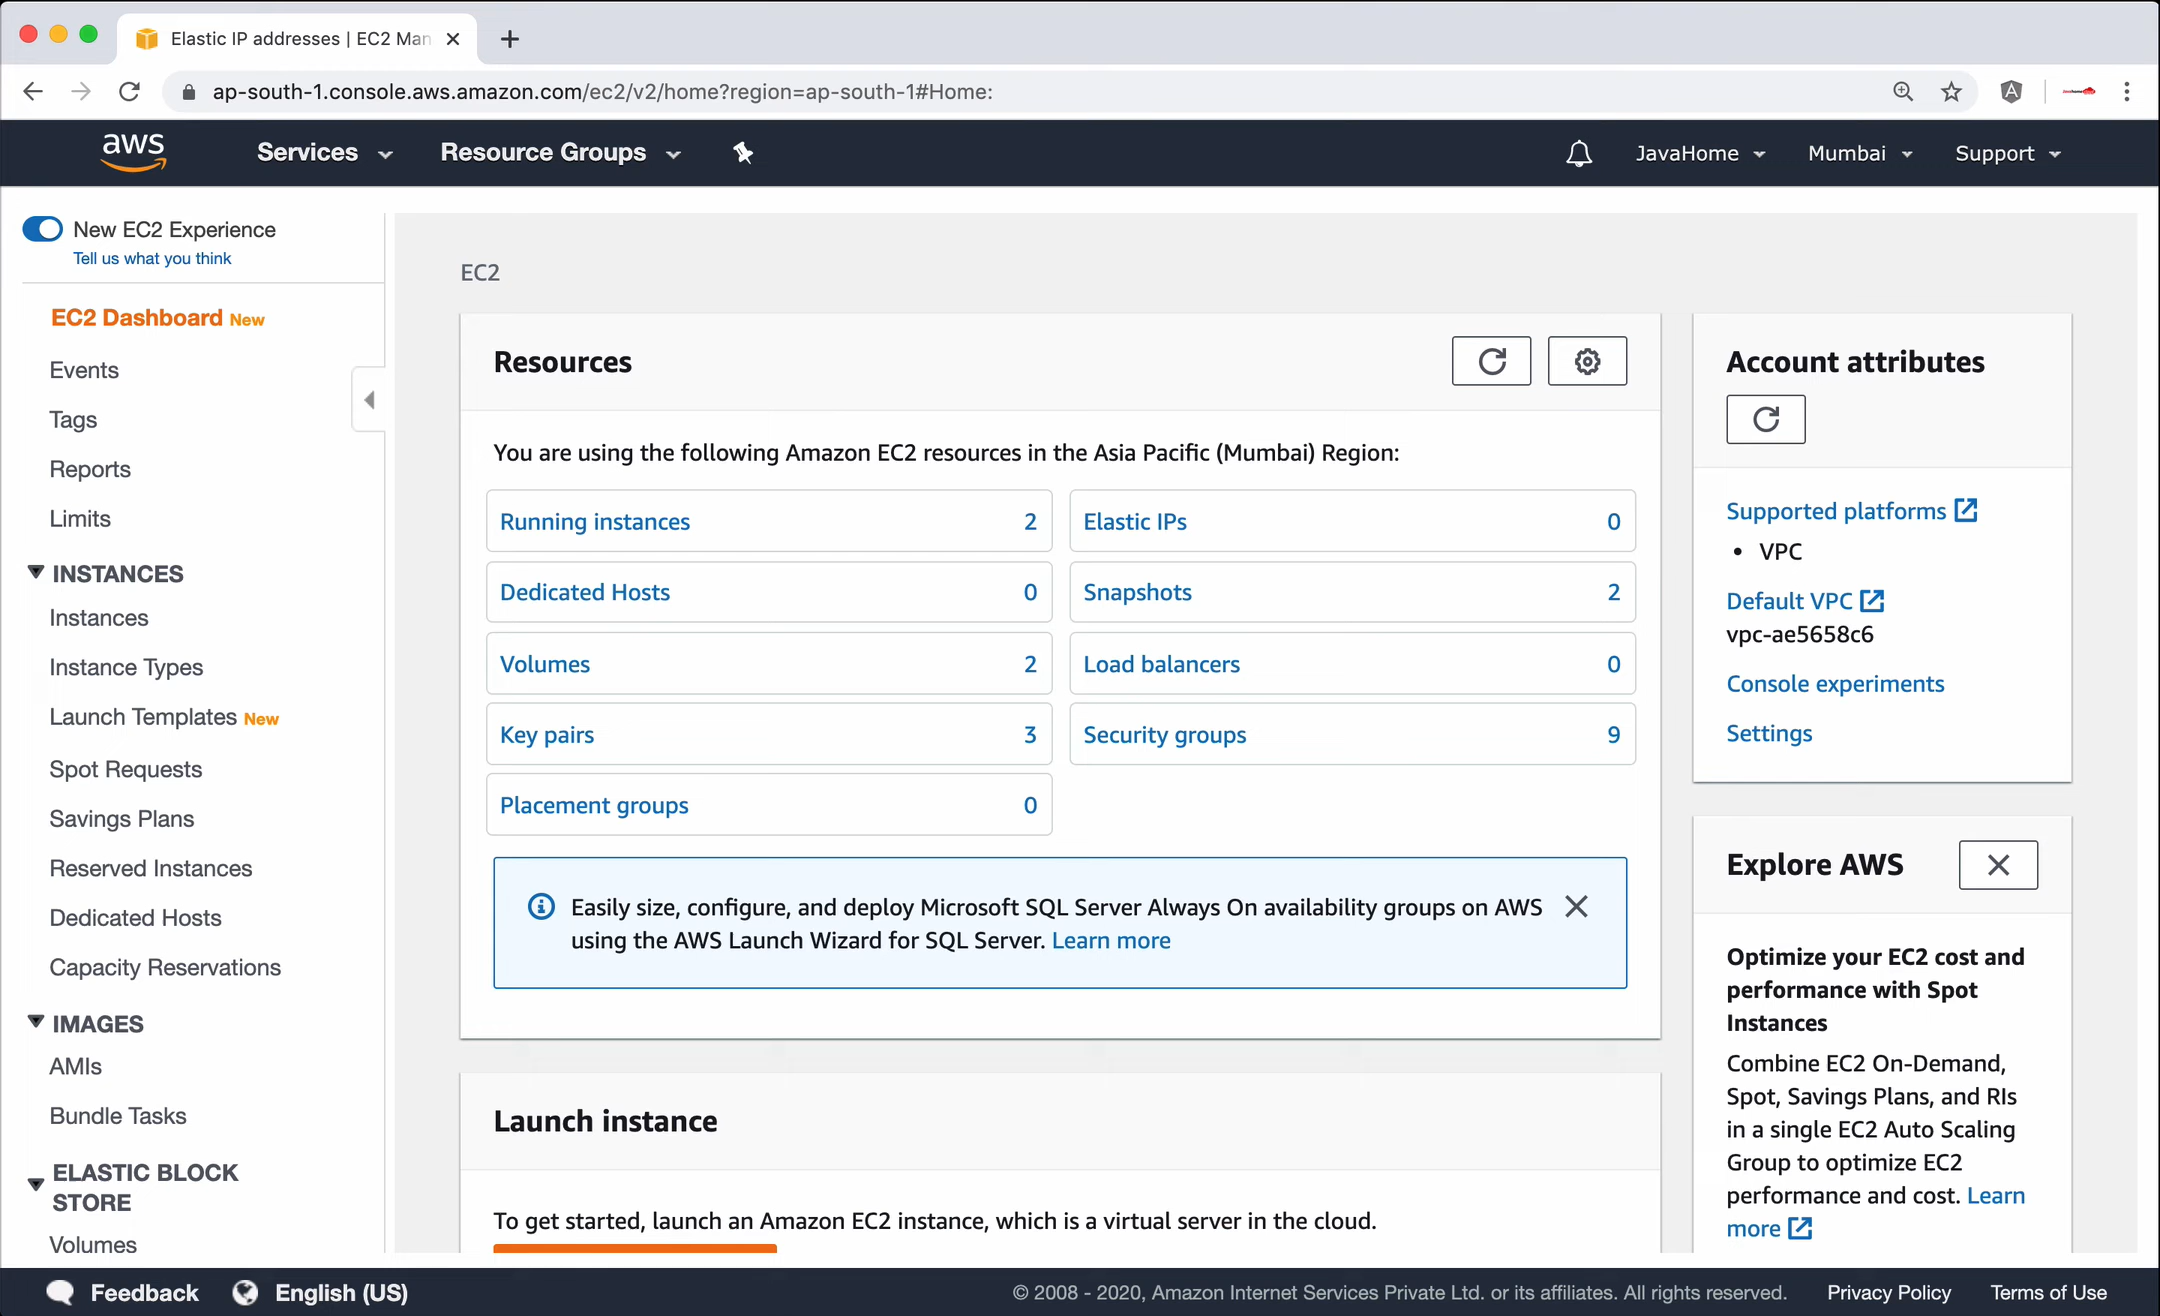 Elastic IP addresses | EC2 Man
ap-south-1.console.aws.amazon.com/ec2/v2/home?region=ap-south-1#Home:
aws
Services
Resource Groups
JavaHome
Mumbai
Support
New EC2 Experience
Tell us what you think
EC2 Dashboard New
Events
Tags
Reports
Limits
INSTANCES
Instances
Instance Types
Launch Templates New
Spot Requests
Savings Plans
Reserved Instances
Dedicated Hosts
Capacity Reservations
IMAGES
AMIs
Bundle Tasks
ELASTIC BLOCK
STORE
Volumes
EC2
Resources
You are using the following Amazon EC2 resources in the Asia Pacific (Mumbai) Region:
Running instances 2
Elastic IPs 0
Dedicated Hosts 0
Snapshots 2
Volumes 2
Load balancers 0
Key pairs 3
Security groups 9
Placement groups 0
Easily size, configure, and deploy Microsoft SQL Server Always On availability groups on AWS
using the AWS Launch Wizard for SQL Server. Learn more
Launch instance
To get started, launch an Amazon EC2 instance, which is a virtual server in the cloud.
Account attributes
Supported platforms
• VPC
Default VPC
vpc-ae5658c6
Console experiments
Settings
Explore AWS
Optimize your EC2 cost and
performance with Spot
Instances
Combine EC2 On-Demand,
Spot, Savings Plans, and RIs
in a single EC2 Auto Scaling
Group to optimize EC2
performance and cost. Learn
more
Feedback
English (US)
© 2008 - 2020, Amazon Internet Services Private Ltd. or its affiliates. All rights reserved.
Privacy Policy
Terms of Use